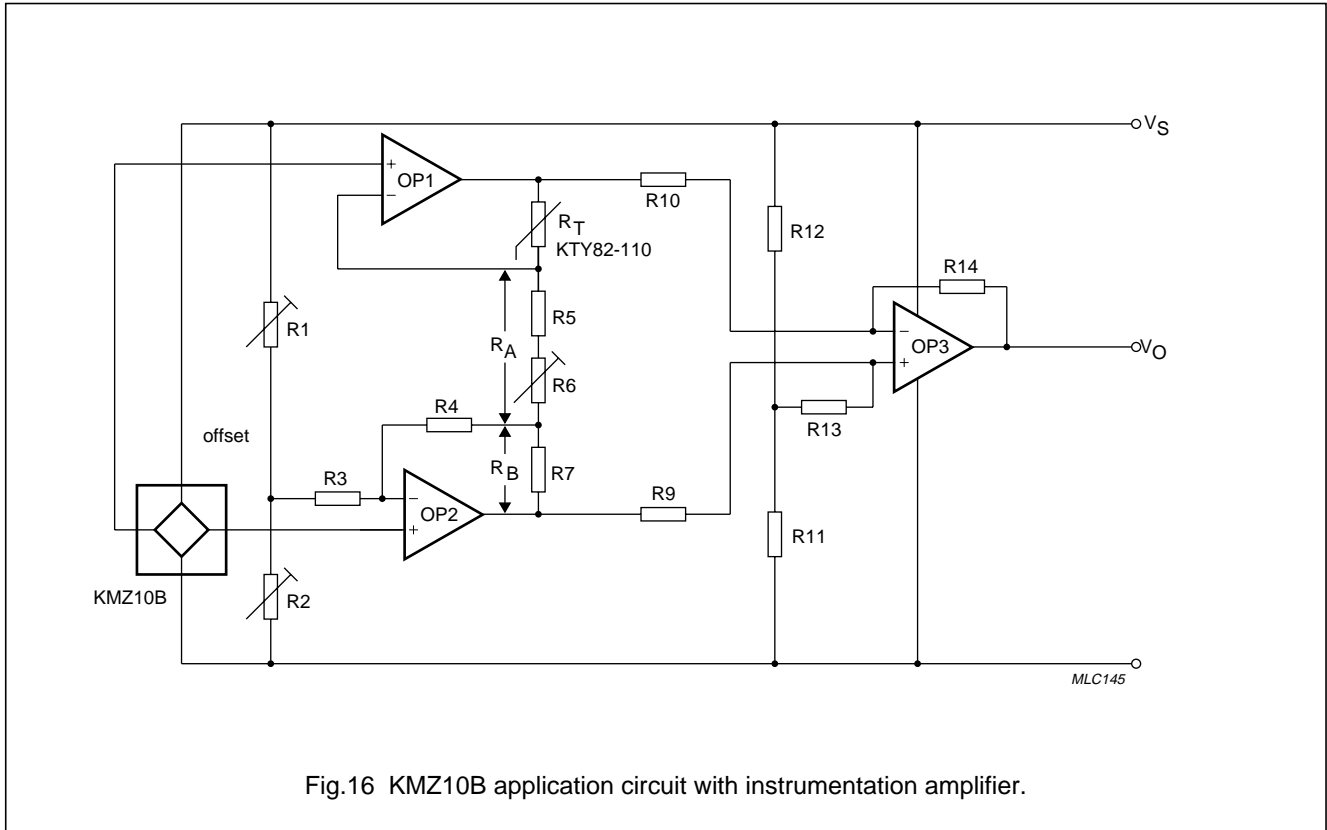 VS
+
OP1
−
R10
RT
KTY82-110
R12
R14
R5
−
OP3
+
VO
R1
RA
R6
R4
R13
offset
RB
R7
R3
−
OP2
+
R9
R11
KMZ10B
R2
MLC145
Fig.16 KMZ10B application circuit with instrumentation amplifier.